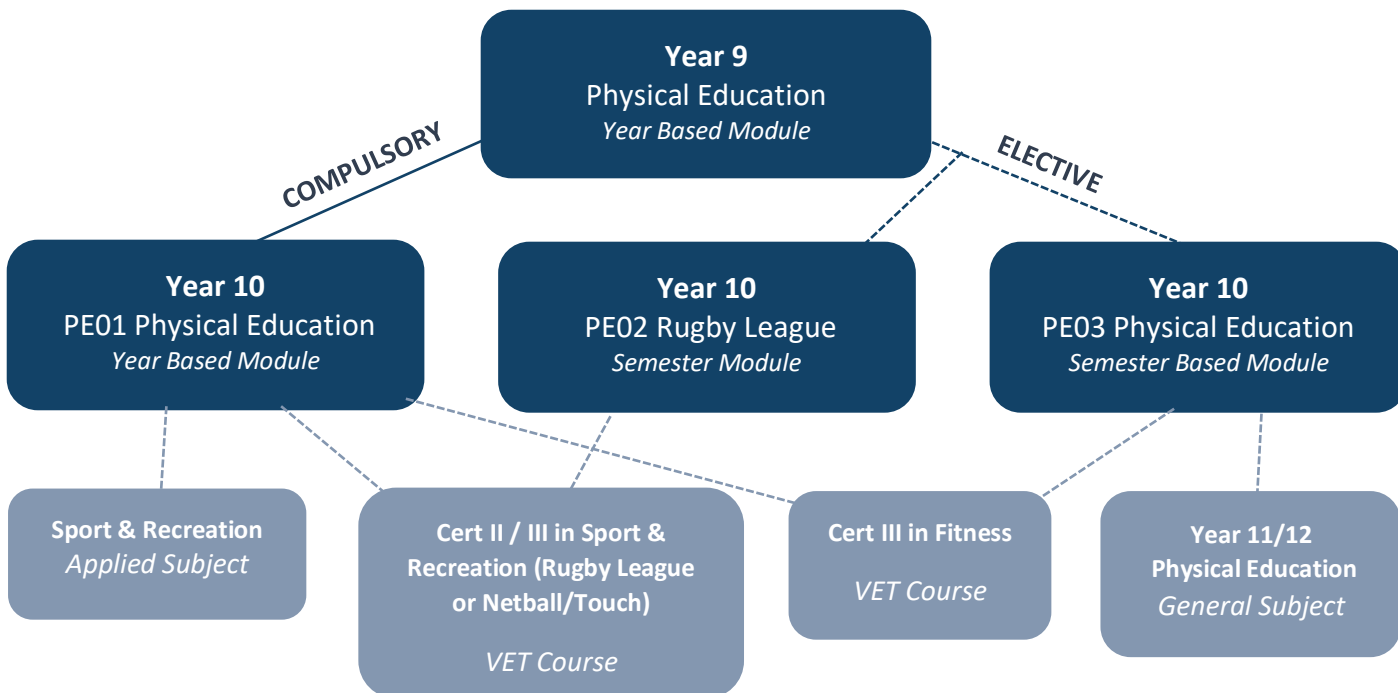 Year 9
Physical Education
Year Based Module
COMPULSORY
ELECTIVE
Year 10
PE01 Physical Education
Year Based Module
Year 10
PE02 Rugby League
Semester Module
Year 10
PE03 Physical Education
Semester Based Module
Sport & Recreation
Applied Subject
Cert II / III in Sport &
Recreation (Rugby League
or Netball/Touch)
VET Course
Cert III in Fitness
VET Course
Year 11/12
Physical Education
General Subject